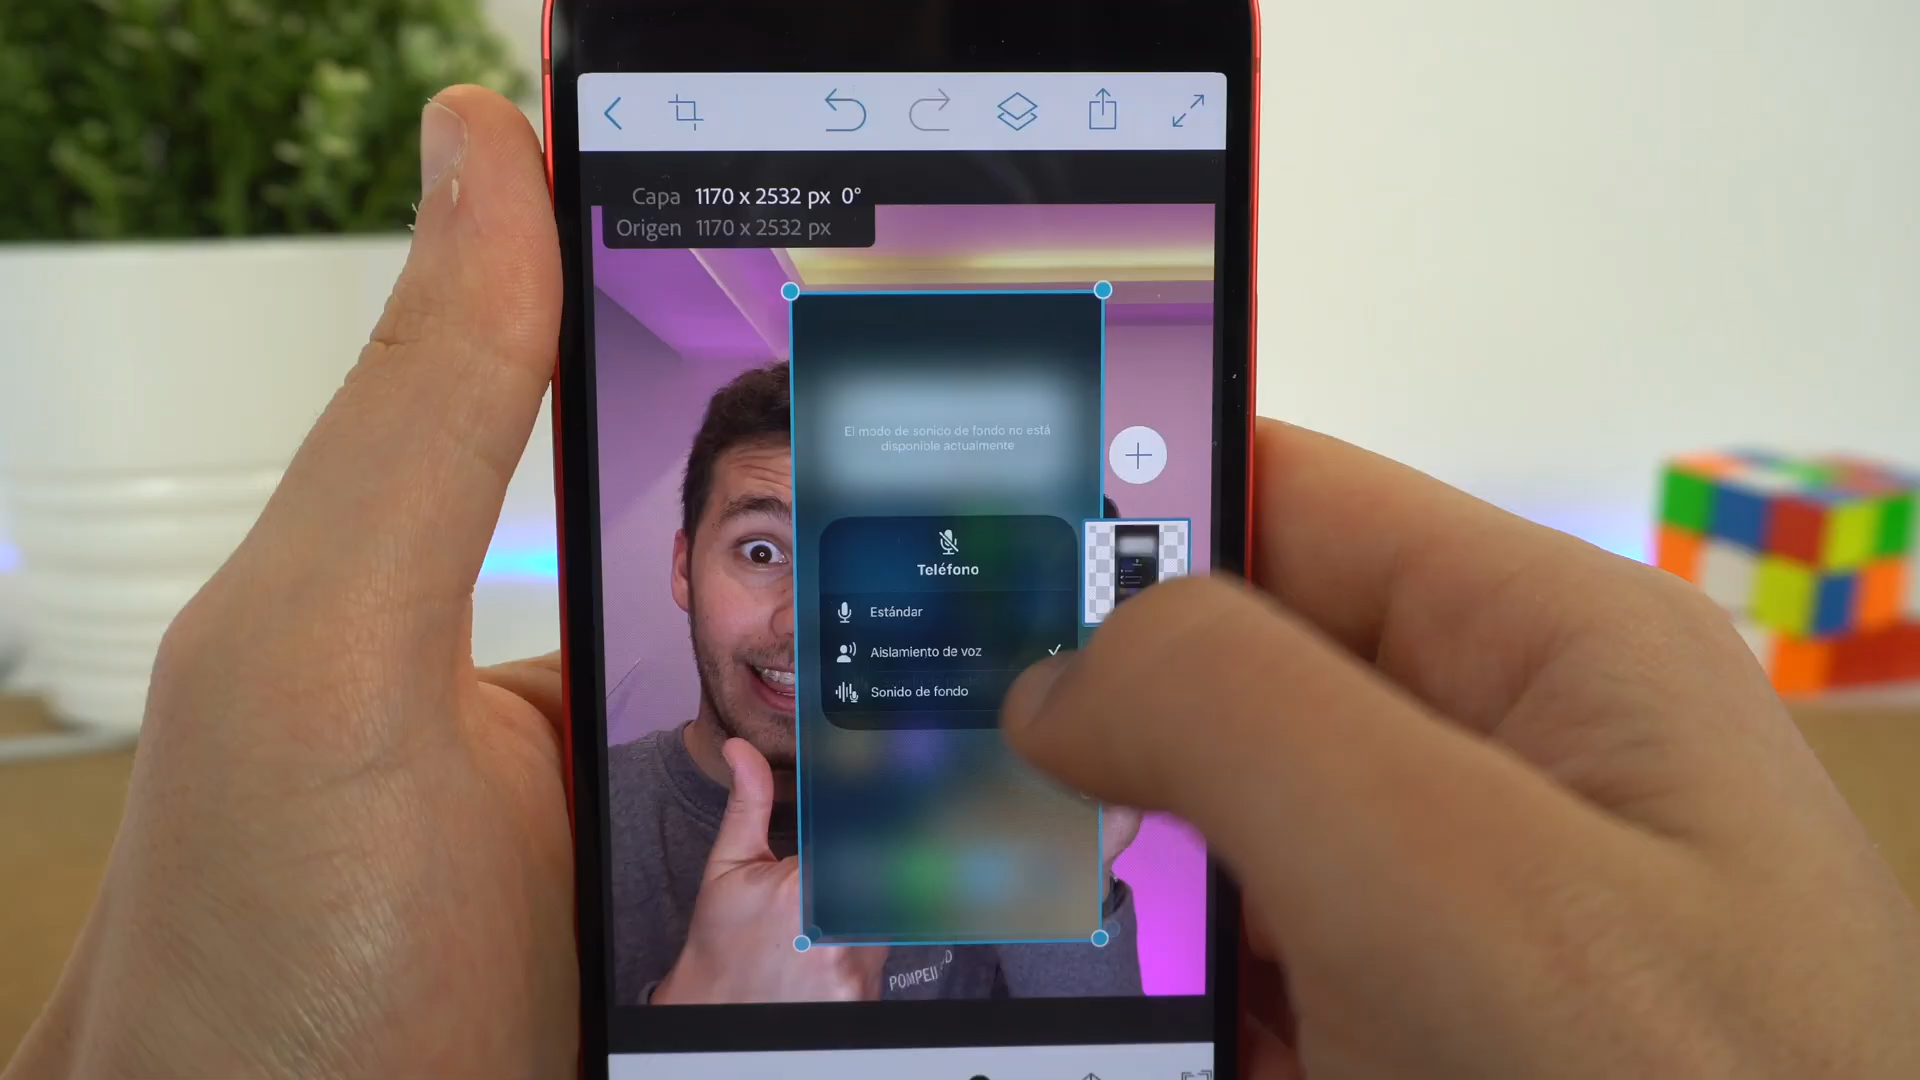 Capa 1170 x 2532 px 0°
Origen 1170 x 2532 px
El modo de sonido de fondo no está
disponible actualmente
Teléfono
Estándar
Aislamiento de voz
Sonido de fondo